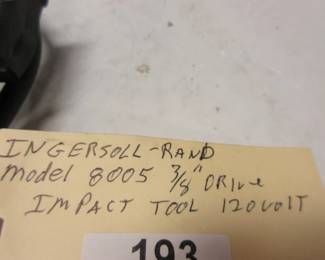 INGERSOLL-RAND
Model 8005 3/8" DRIVE
IMPACT TOOL 120VOLT
193